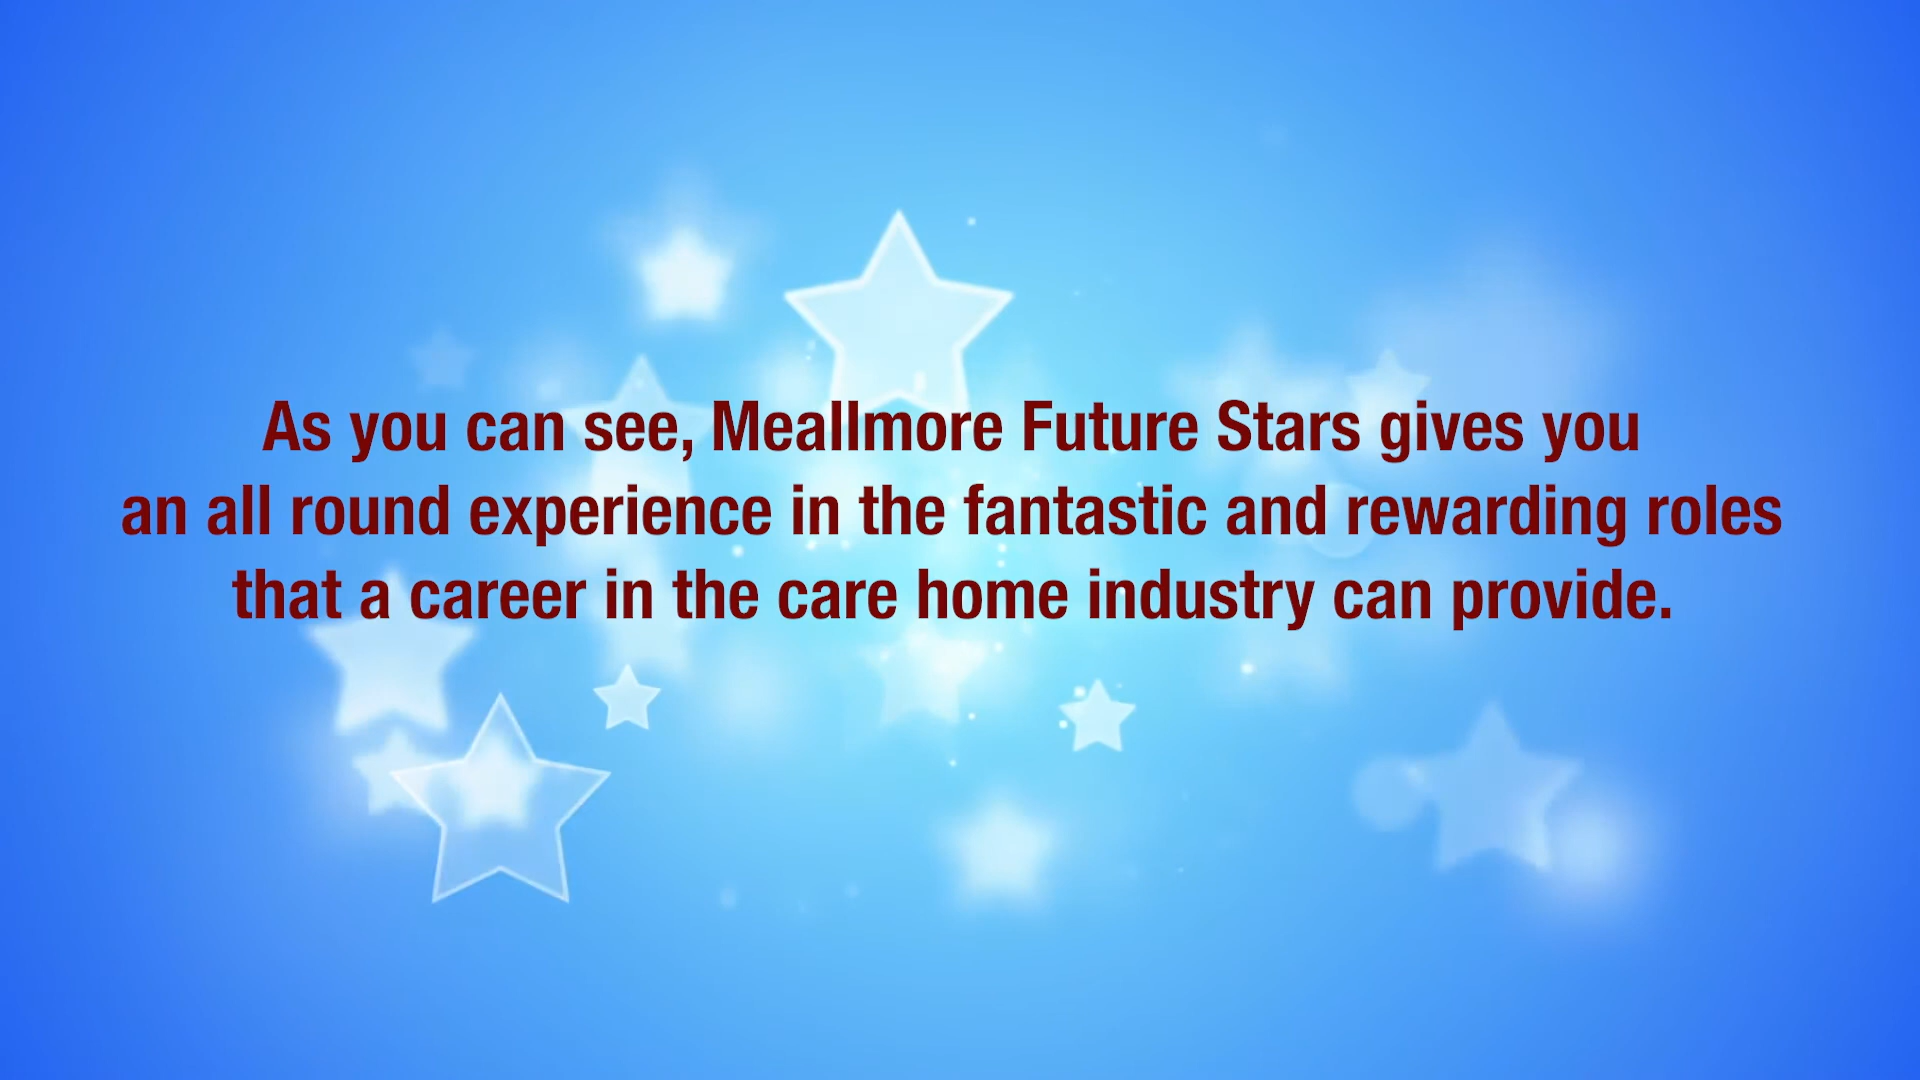 As you can see, Meallmore Future Stars gives you
an all round experience in the fantastic and rewarding roles
that a career in the care home industry can provide.